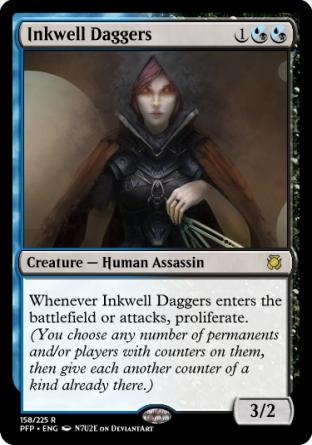 Inkwell Daggers 1
Creature — Human Assassin
Whenever Inkwell Daggers enters the
battlefield or attacks, proliferate.
(You choose any number of permanents
and/or players with counters on them,
then give each another counter of a
kind already there.)
158/225 R
PFP • ENG N7U2E on DeviantArt
3/2